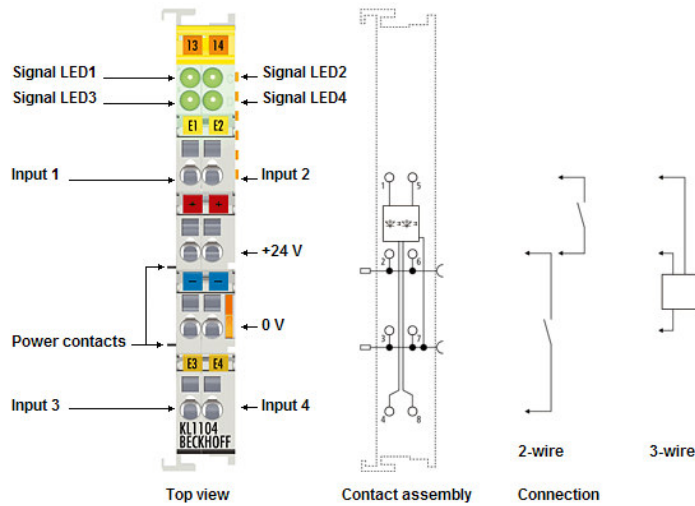 13 14
Signal LED1 Signal LED2
Signal LED3 Signal LED4
E1 E2
Input 1 Input 2
1 5
+ +
+24 V
2 6
− −
Power contacts 0 V
3 7
E3 E4
Input 3 Input 4
4 8
KL1104
BECKHOFF
2-wire 3-wire
Top view Contact assembly Connection